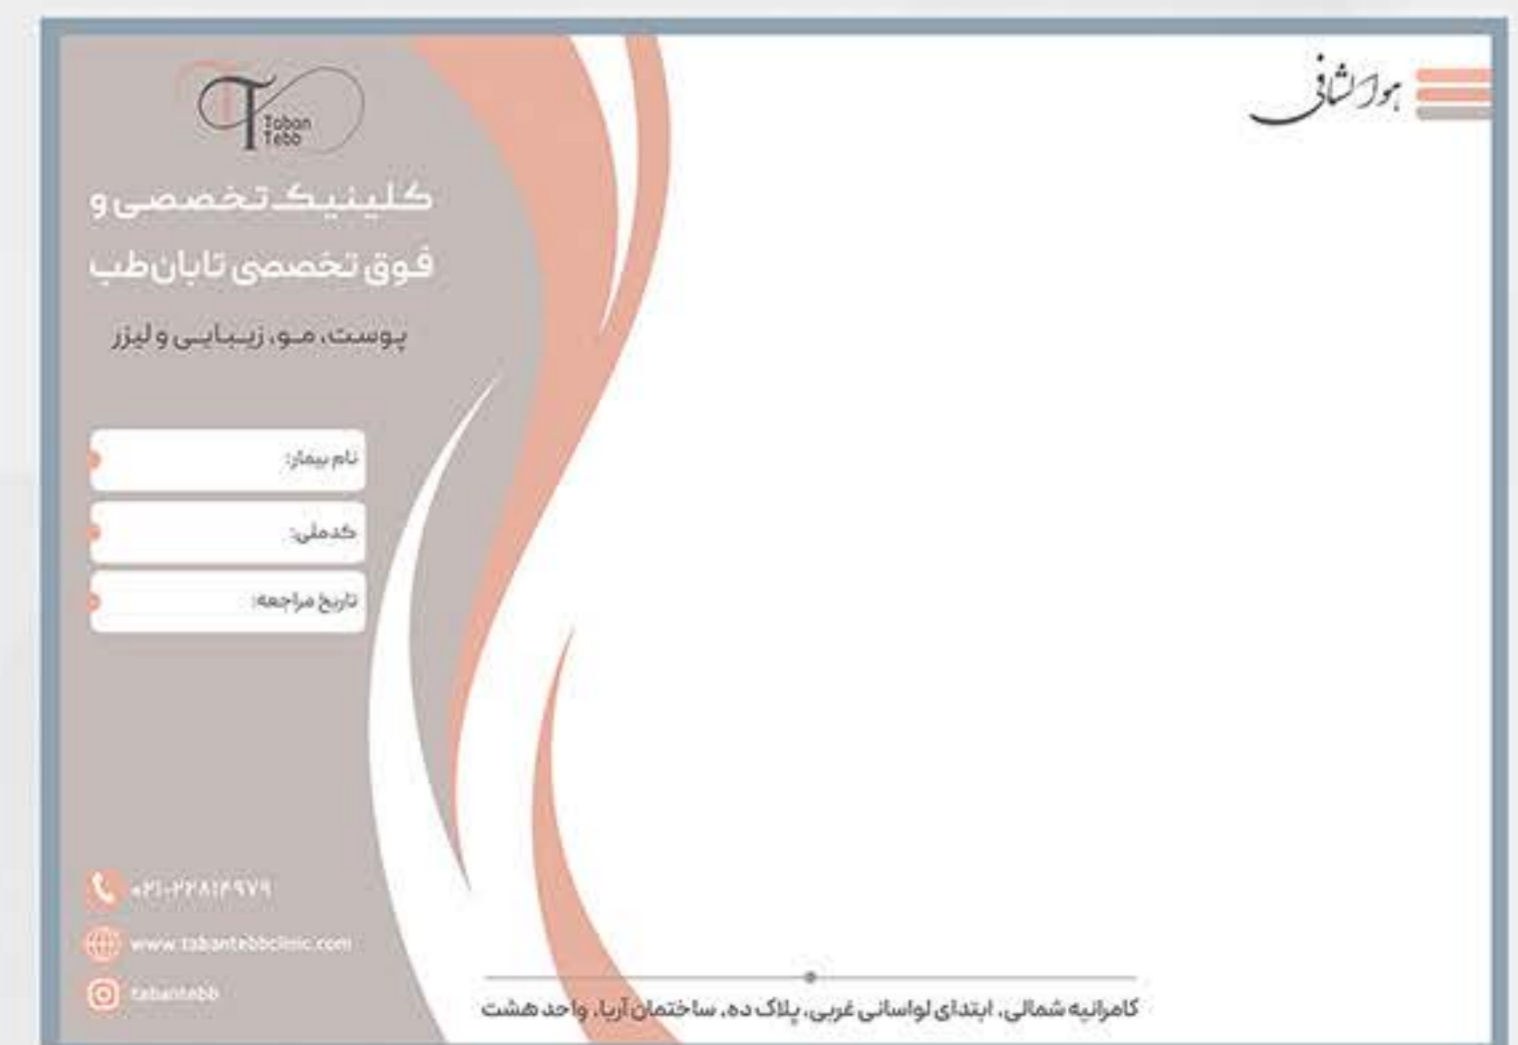 هوالشافی
Taban
Tebb
کلینیک تخصصی و
فوق تخصصی تابان‌طب
پوست، مو، زیبایی و لیزر
نام بیمار:
کدملی:
تاریخ مراجعه:
۰۲۱-۲۲۸۱۴۹۷۹
www.tabantebbclinic.com
tabantebb
کامرانیه شمالی، ابتدای لواسانی غربی، پلاک ده، ساختمان آریا، واحد هشت